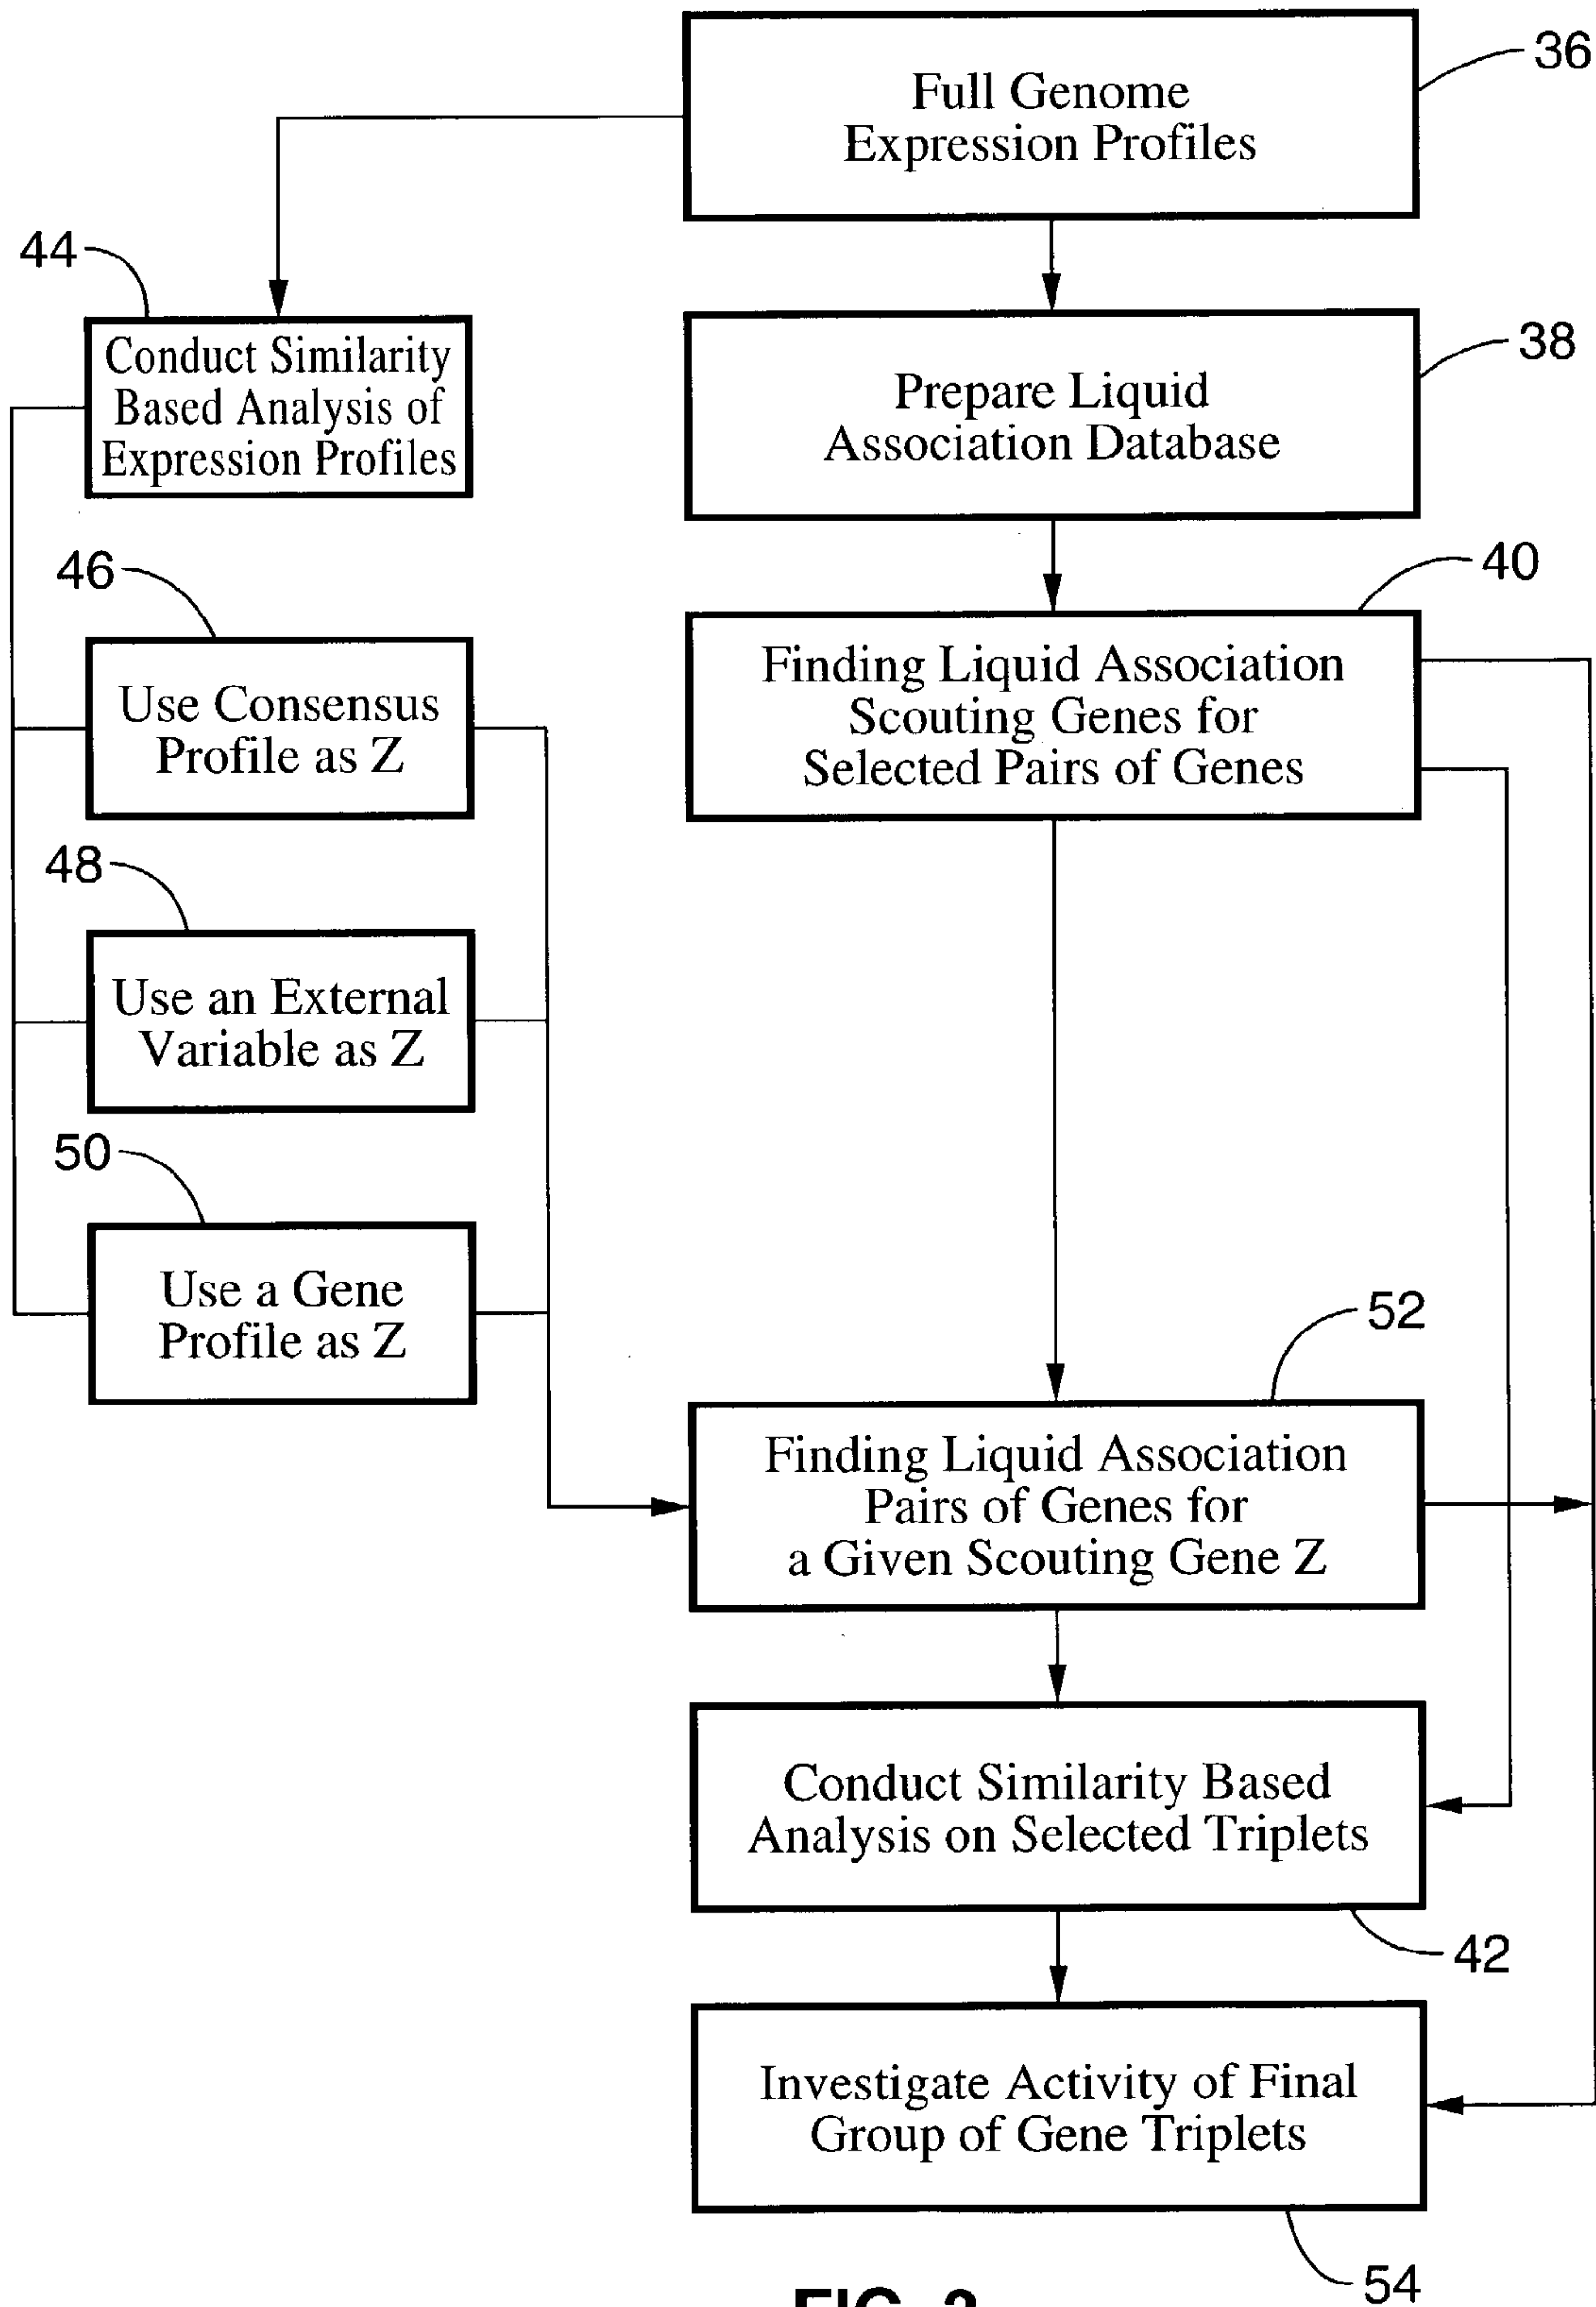 Full Genome
Expression Profiles
36
44
Conduct Similarity
Based Analysis of
Expression Profiles
Prepare Liquid
Association Database
38
46
Use Consensus
Profile as Z
Finding Liquid Association
Scouting Genes for
Selected Pairs of Genes
40
48
Use an External
Variable as Z
50
Use a Gene
Profile as Z
52
Finding Liquid Association
Pairs of Genes for
a Given Scouting Gene Z
Conduct Similarity Based
Analysis on Selected Triplets
42
Investigate Activity of Final
Group of Gene Triplets
54